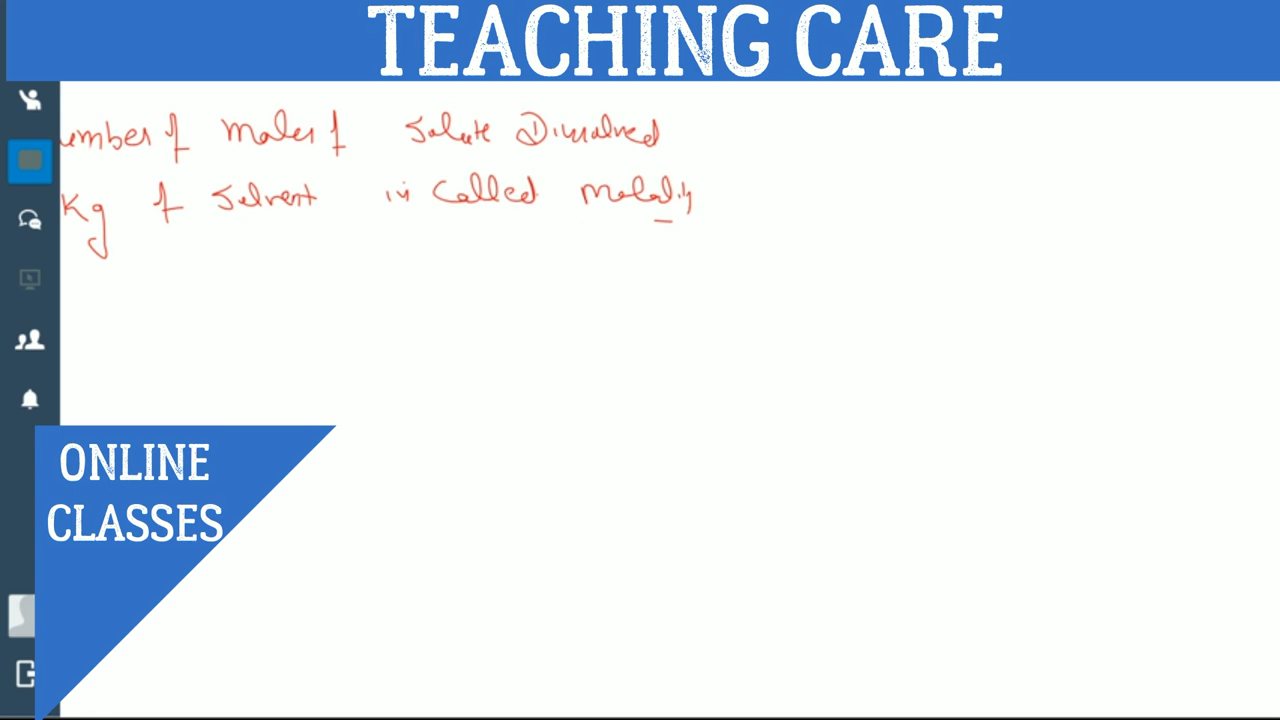 TEACHING CARE
umber of moles of Solute Dissolved
Kg of Solvent is Called Molality
ONLINE
CLASSES